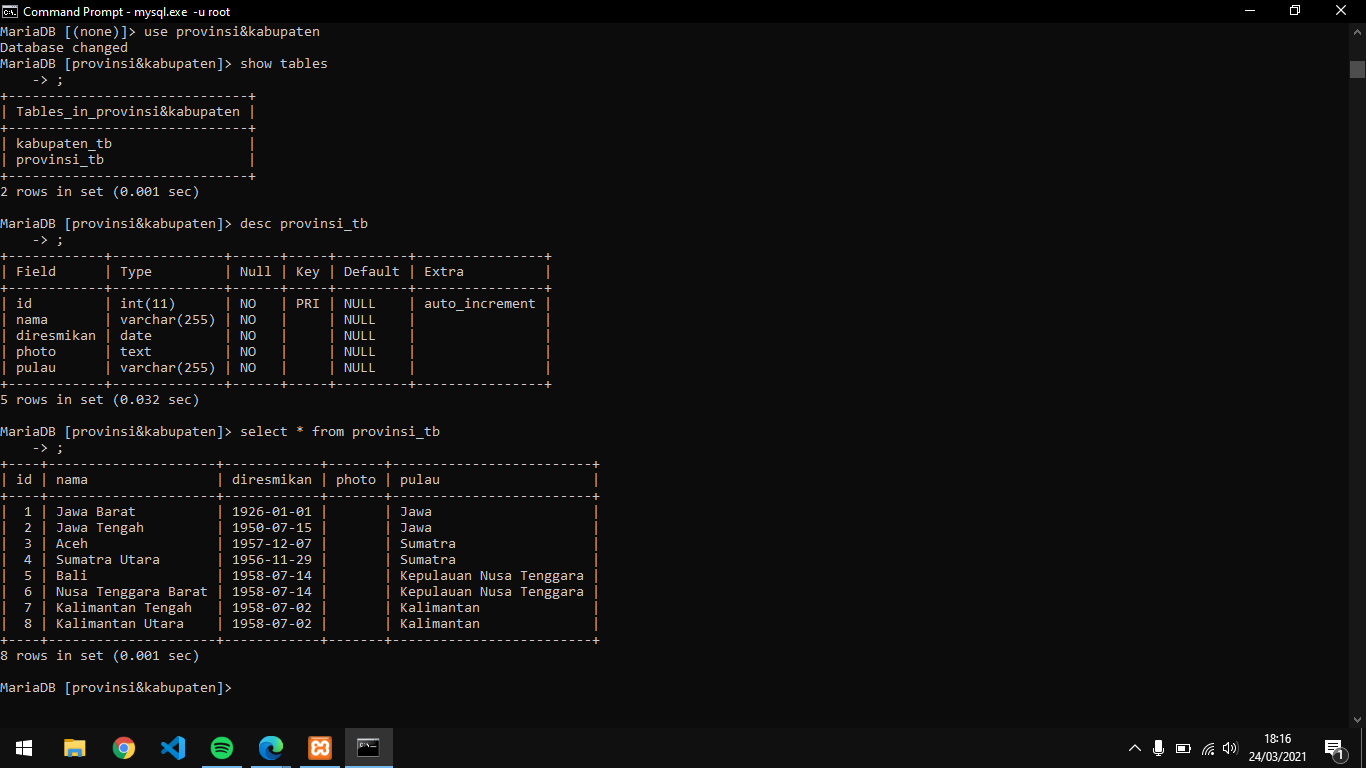 Command Prompt - mysql.exe -u root
MariaDB [(none)]> use provinsi&kabupaten
Database changed
MariaDB [provinsi&kabupaten]> show tables
    -> ;
+------------------------------+
| Tables_in_provinsi&kabupaten |
+------------------------------+
| kabupaten_tb                 |
| provinsi_tb                  |
+------------------------------+
2 rows in set (0.001 sec)

MariaDB [provinsi&kabupaten]> desc provinsi_tb
    -> ;
+------------+--------------+------+-----+---------+----------------+
| Field      | Type         | Null | Key | Default | Extra          |
+------------+--------------+------+-----+---------+----------------+
| id         | int(11)      | NO   | PRI | NULL    | auto_increment |
| nama       | varchar(255) | NO   |     | NULL    |                |
| diresmikan | date         | NO   |     | NULL    |                |
| photo      | text         | NO   |     | NULL    |                |
| pulau      | varchar(255) | NO   |     | NULL    |                |
+------------+--------------+------+-----+---------+----------------+
5 rows in set (0.032 sec)

MariaDB [provinsi&kabupaten]> select * from provinsi_tb
    -> ;
+----+---------------------+------------+-------+-------------------------+
| id | nama                | diresmikan | photo | pulau                   |
+----+---------------------+------------+-------+-------------------------+
|  1 | Jawa Barat          | 1926-01-01 |       | Jawa                    |
|  2 | Jawa Tengah         | 1950-07-15 |       | Jawa                    |
|  3 | Aceh                | 1957-12-07 |       | Sumatra                 |
|  4 | Sumatra Utara       | 1956-11-29 |       | Sumatra                 |
|  5 | Bali                | 1958-07-14 |       | Kepulauan Nusa Tenggara |
|  6 | Nusa Tenggara Barat | 1958-07-14 |       | Kepulauan Nusa Tenggara |
|  7 | Kalimantan Tengah   | 1958-07-02 |       | Kalimantan              |
|  8 | Kalimantan Utara    | 1958-07-02 |       | Kalimantan              |
+----+---------------------+------------+-------+-------------------------+
8 rows in set (0.001 sec)

MariaDB [provinsi&kabupaten]>
18:16
24/03/2021
1